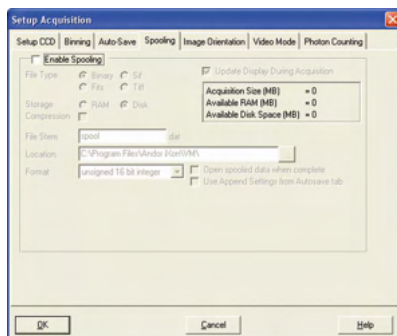 Setup Acquisition
Setup CCD Binning Auto-Save Spooling Image Orientation Video Mode Photon Counting
Enable Spooling
File Type Binary Sif Update Display During Acquisition
Fits Tiff
Acquisition Size (MB) = 0
Storage RAM Disk Available RAM (MB) = 0
Compression Available Disk Space (MB) = 0
File Stem spool .dat
Location C:\Program Files\Andor iXon\VM\
Format unsigned 16 bit integer Open spooled data when complete
Use Append Settings from Autosave tab
OK Cancel Help